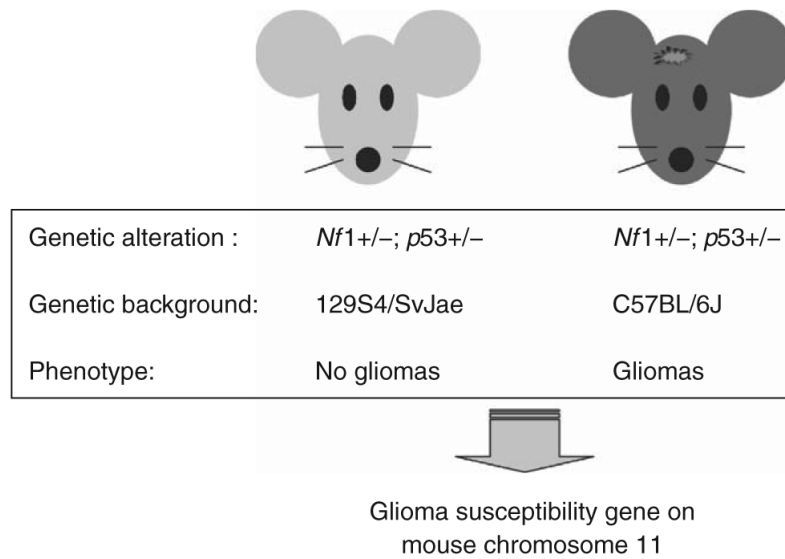 Genetic alteration : Nf1+/–; p53+/– Nf1+/–; p53+/–
Genetic background: 129S4/SvJae C57BL/6J
Phenotype: No gliomas Gliomas
Glioma susceptibility gene on
mouse chromosome 11